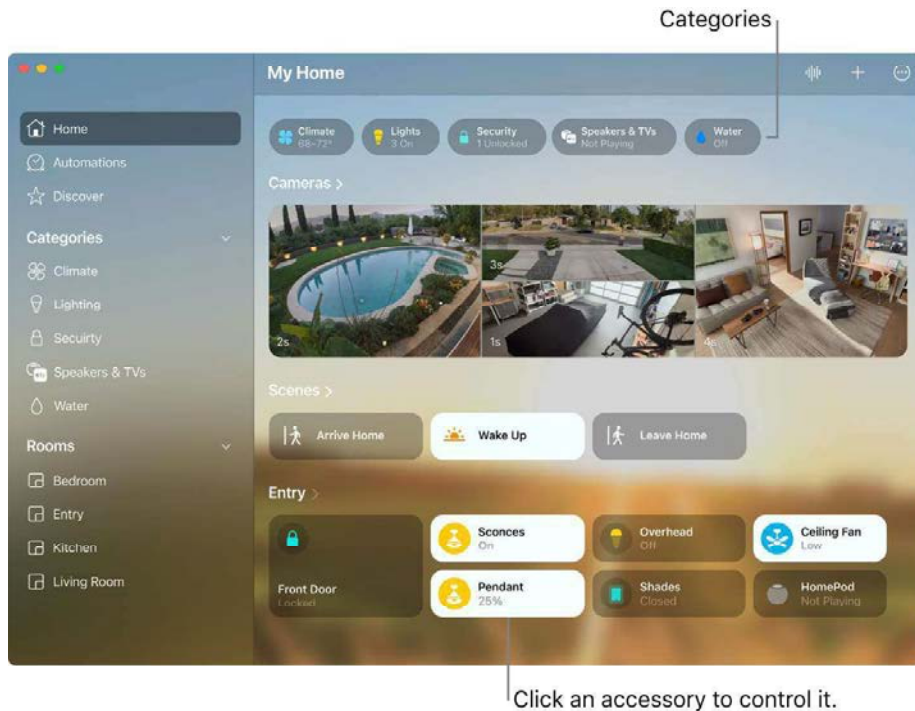 Categories
My Home
Home
Automations
Discover
Categories
Climate
Lighting
Secuirty
Speakers & TVs
Water
Rooms
Bedroom
Entry
Kitchen
Living Room
Climate
68-72°
Lights
3 On
Security
1 Unlocked
Speakers & TVs
Not Playing
Water
Off
Cameras >
2s
3s
1s
4s
Scenes >
Arrive Home
Wake Up
Leave Home
Entry >
Front Door
Locked
Sconces
On
Overhead
Off
Ceiling Fan
Low
Pendant
25%
Shades
Closed
HomePod
Not Playing
Click an accessory to control it.